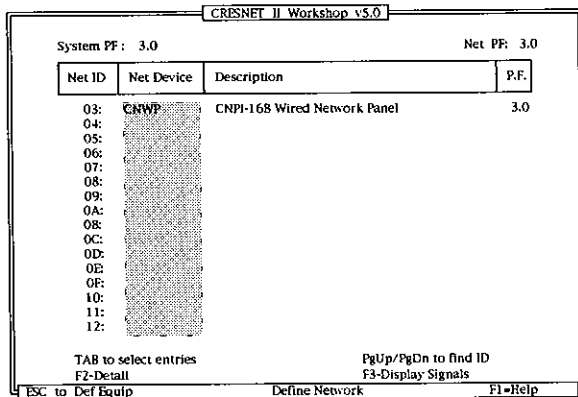 CRESNET II Workshop v5.0
System PF: 3.0 Net PF: 3.0
Net ID Net Device Description P.F.
03: CNWP CNPI-16B Wired Network Panel 3.0
04:
05:
06:
07:
08:
09:
0A:
0B:
0C:
0D:
0E:
0F:
10:
11:
12:
TAB to select entries PgUp/PgDn to find ID
F2-Detail F3-Display Signals
ESC to Def Equip Define Network F1=Help